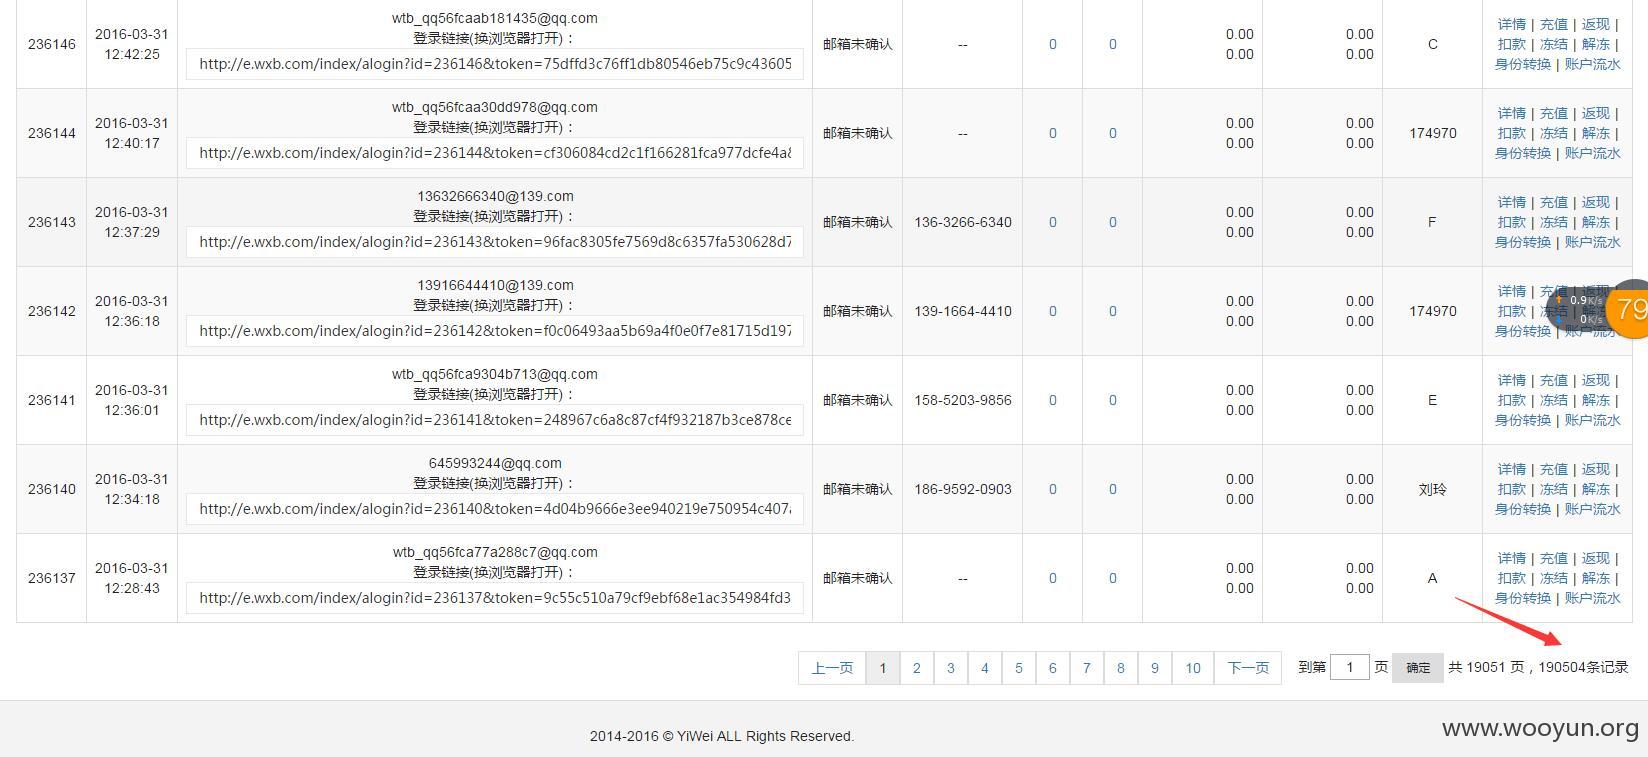 236146
2016-03-31
12:42:25
wtb_qq56fcaab181435@qq.com
登录链接(换浏览器打开)：
http://e.wxb.com/index/alogin?id=236146&token=75dffd3c76ff1db80546eb75c9c43605
邮箱未确认
--
0
0
0.00
0.00
0.00
0.00
C
详情 | 充值 | 返现 |
扣款 | 冻结 | 解冻 |
身份转换 | 账户流水
236144
2016-03-31
12:40:17
wtb_qq56fcaa30dd978@qq.com
登录链接(换浏览器打开)：
http://e.wxb.com/index/alogin?id=236144&token=cf306084cd2c1f166281fca977dcfe4a8
邮箱未确认
--
0
0
0.00
0.00
0.00
0.00
174970
详情 | 充值 | 返现 |
扣款 | 冻结 | 解冻 |
身份转换 | 账户流水
236143
2016-03-31
12:37:29
13632666340@139.com
登录链接(换浏览器打开)：
http://e.wxb.com/index/alogin?id=236143&token=96fac8305fe7569d8c6357fa530628d7
邮箱未确认
136-3266-6340
0
0
0.00
0.00
0.00
0.00
F
详情 | 充值 | 返现 |
扣款 | 冻结 | 解冻 |
身份转换 | 账户流水
236142
2016-03-31
12:36:18
13916644410@139.com
登录链接(换浏览器打开)：
http://e.wxb.com/index/alogin?id=236142&token=f0c06493aa5b69a4f0e0f7e81715d197
邮箱未确认
139-1664-4410
0
0
0.00
0.00
0.00
0.00
174970
详情 | 充值 | 返现
扣款 | 冻结 | 解冻
身份转换 | 账户流水
0.9K/s
0K/s
79
236141
2016-03-31
12:36:01
wtb_qq56fca9304b713@qq.com
登录链接(换浏览器打开)：
http://e.wxb.com/index/alogin?id=236141&token=248967c6a8c87cf4f932187b3ce878ce
邮箱未确认
158-5203-9856
0
0
0.00
0.00
0.00
0.00
E
详情 | 充值 | 返现 |
扣款 | 冻结 | 解冻 |
身份转换 | 账户流水
236140
2016-03-31
12:34:18
645993244@qq.com
登录链接(换浏览器打开)：
http://e.wxb.com/index/alogin?id=236140&token=4d04b9666e3ee940219e750954c407a
邮箱未确认
186-9592-0903
0
0
0.00
0.00
0.00
0.00
刘玲
详情 | 充值 | 返现 |
扣款 | 冻结 | 解冻 |
身份转换 | 账户流水
236137
2016-03-31
12:28:43
wtb_qq56fca77a288c7@qq.com
登录链接(换浏览器打开)：
http://e.wxb.com/index/alogin?id=236137&token=9c55c510a79cf9ebf68e1ac354984fd3
邮箱未确认
--
0
0
0.00
0.00
0.00
0.00
A
详情 | 充值 | 返现 |
扣款 | 冻结 | 解冻 |
身份转换 | 账户流水
上一页 1 2 3 4 5 6 7 8 9 10 下一页 到第 1 页 确定 共 19051 页，190504条记录
2014-2016 © YiWei ALL Rights Reserved.
www.wooyun.org